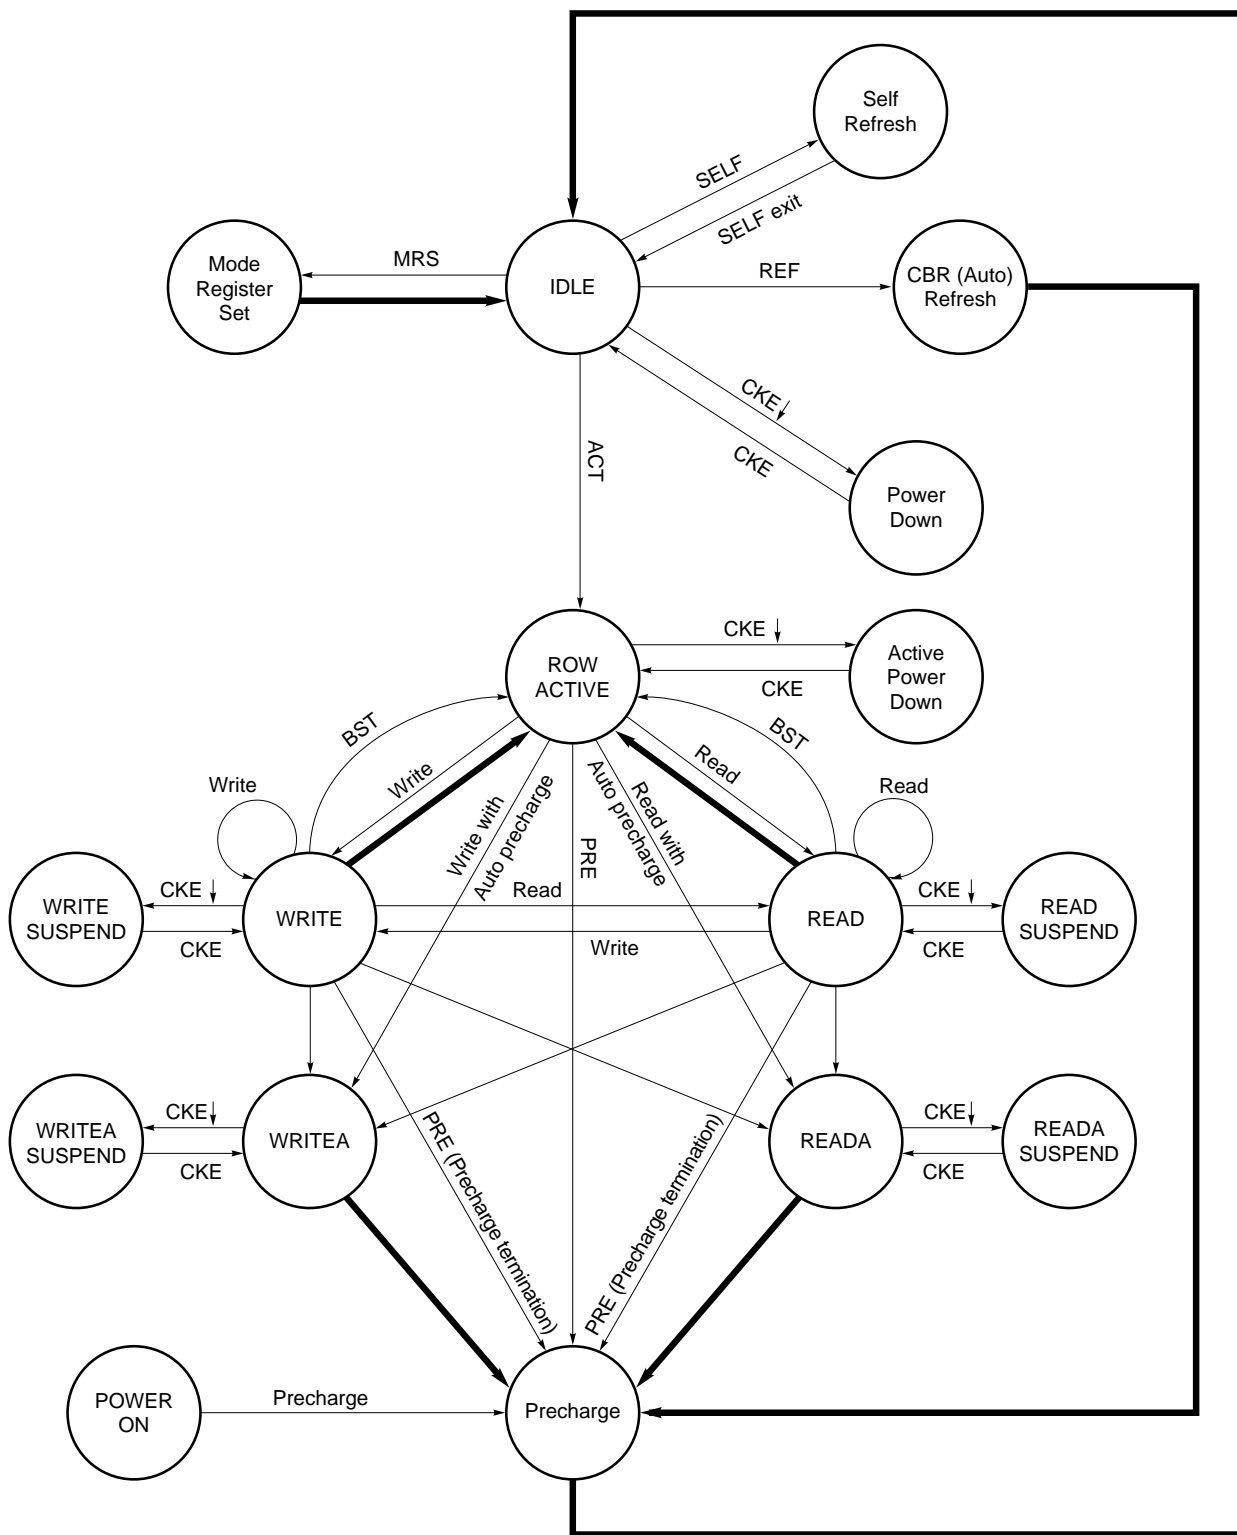 Self
Refresh
SELF
SELF exit
MRS
Mode
Register
Set
IDLE
REF
CBR (Auto)
Refresh
CKE
CKE
Power
Down
ACT
ROW
ACTIVE
CKE
CKE
Active
Power
Down
BST
BST
Write
Read
Write
Read
Write with
Auto precharge
PRE
Read with
Auto precharge
WRITE
SUSPEND
CKE
CKE
WRITE
Read
Write
READ
CKE
CKE
READ
SUSPEND
WRITEA
SUSPEND
CKE
CKE
WRITEA
READA
CKE
CKE
READA
SUSPEND
PRE (Precharge termination)
PRE (Precharge termination)
POWER
ON
Precharge
Precharge